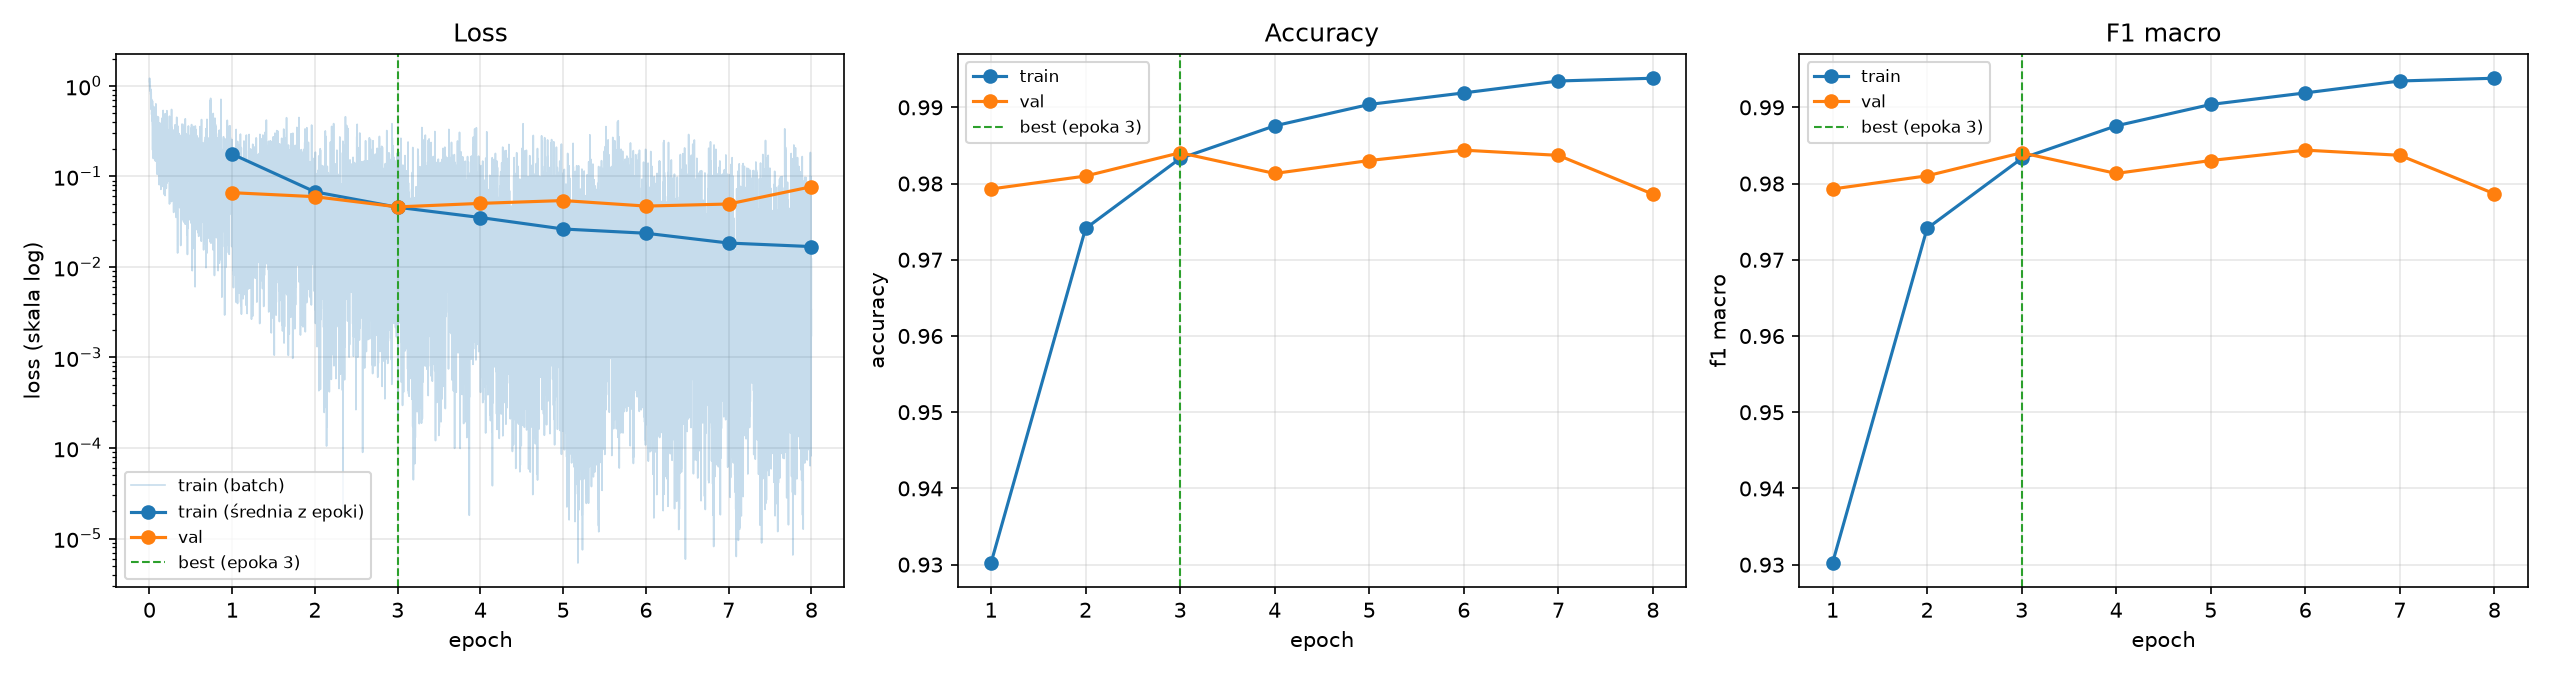 Loss
loss (skala log)
10^0
10^-1
10^-2
10^-3
10^-4
10^-5
train (batch)
train (średnia z epoki)
val
best (epoka 3)
0 1 2 3 4 5 6 7 8
epoch
Accuracy
accuracy
train
val
best (epoka 3)
0.99
0.98
0.97
0.96
0.95
0.94
0.93
1 2 3 4 5 6 7 8
epoch
F1 macro
f1 macro
train
val
best (epoka 3)
0.99
0.98
0.97
0.96
0.95
0.94
0.93
1 2 3 4 5 6 7 8
epoch